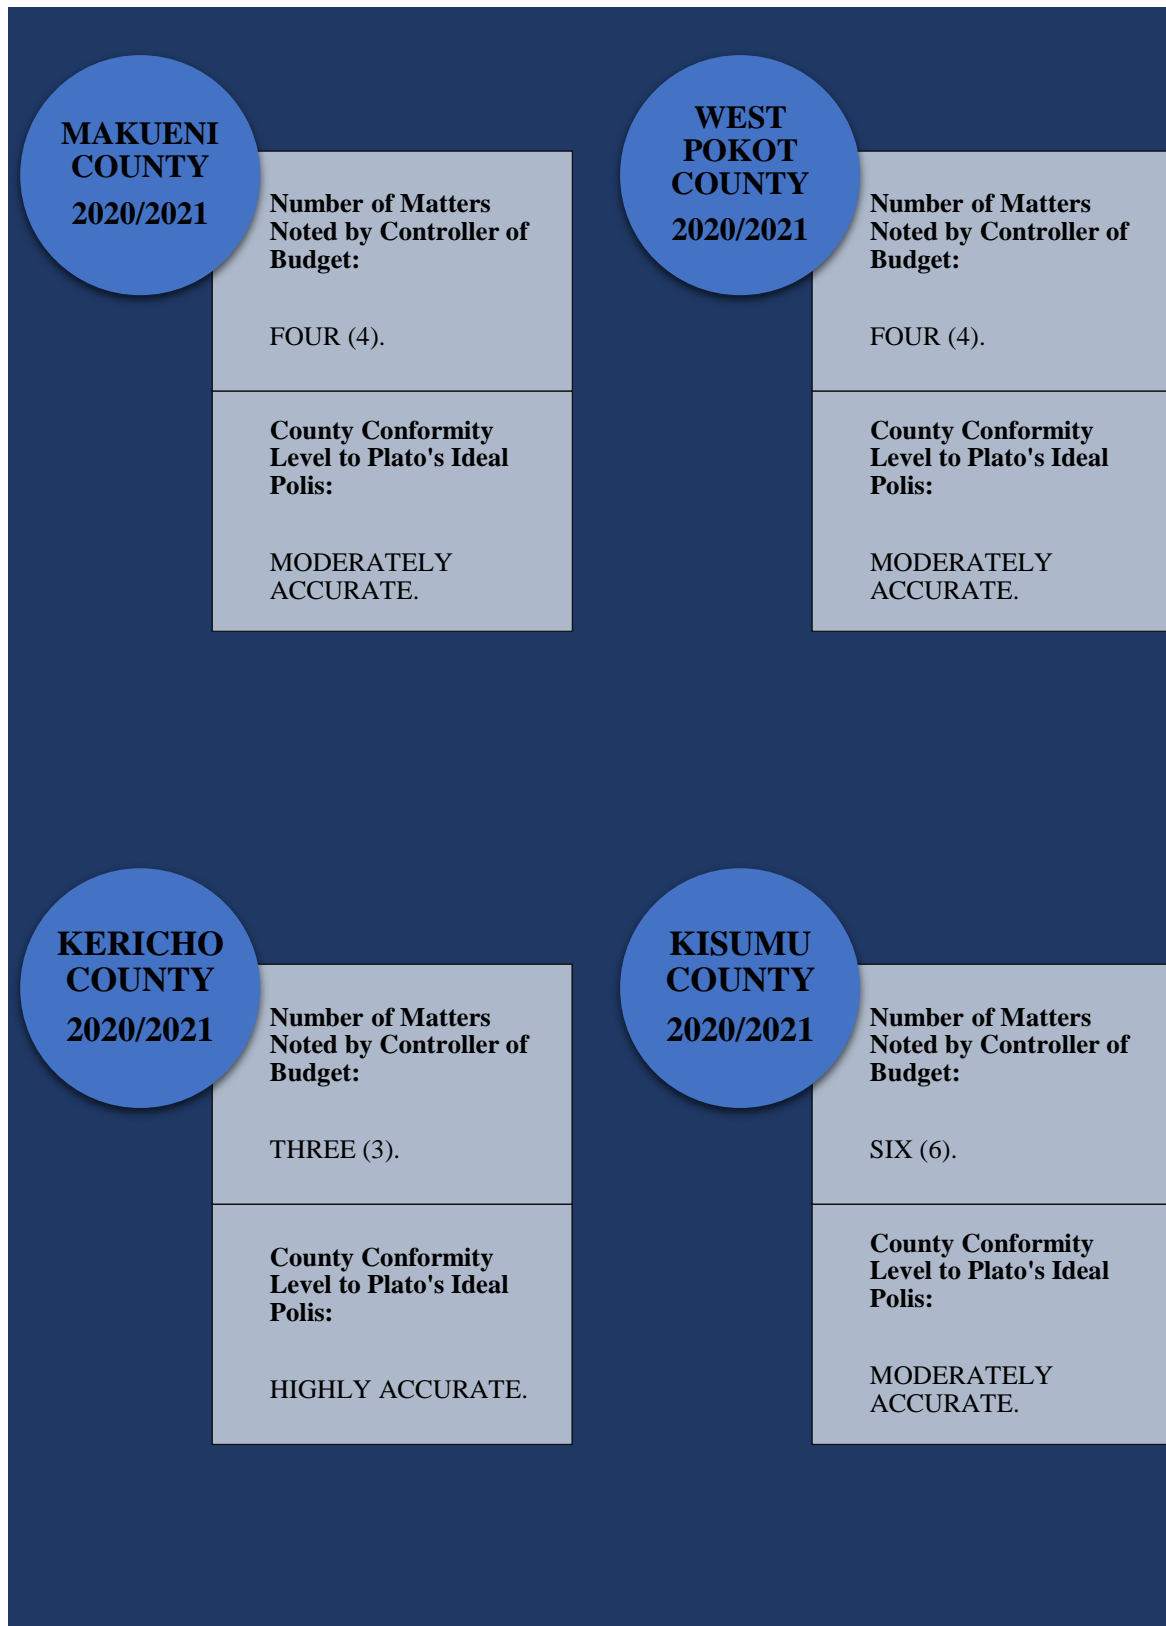 MAKUENI
COUNTY
2020/2021
Number of Matters
Noted by Controller of
Budget:
FOUR (4).
County Conformity
Level to Plato's Ideal
Polis:
MODERATELY
ACCURATE.
WEST
POKOT
COUNTY
2020/2021
Number of Matters
Noted by Controller of
Budget:
FOUR (4).
County Conformity
Level to Plato's Ideal
Polis:
MODERATELY
ACCURATE.
KERICHO
COUNTY
2020/2021
Number of Matters
Noted by Controller of
Budget:
THREE (3).
County Conformity
Level to Plato's Ideal
Polis:
HIGHLY ACCURATE.
KISUMU
COUNTY
2020/2021
Number of Matters
Noted by Controller of
Budget:
SIX (6).
County Conformity
Level to Plato's Ideal
Polis:
MODERATELY
ACCURATE.